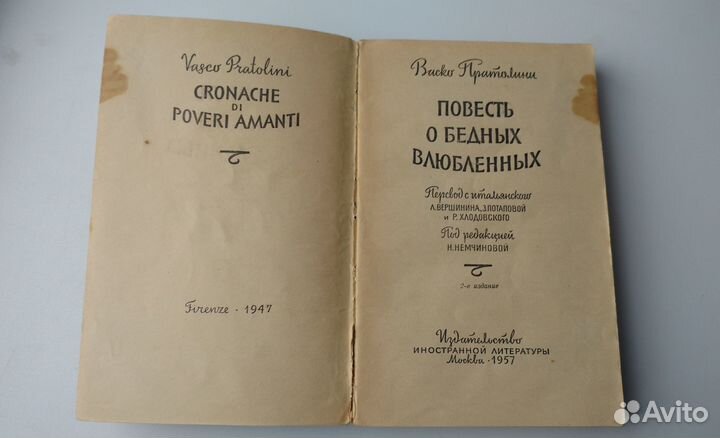 Vasco Pratolini
CRONACHE
DI
POVERI AMANTI
Firenze · 1947
Васко Пратолини
ПОВЕСТЬ
О БЕДНЫХ
ВЛЮБЛЕННЫХ
Перевод с итальянского
Л.ВЕРШИНИНА, З.ПОТАПОВОЙ
И Р.ХЛОДОВСКОГО
Под редакцией
Н.НЕМЧИНОВОЙ
2-е издание
Издательство
ИНОСТРАННОЙ ЛИТЕРАТУРЫ
Москва · 1957
Avito